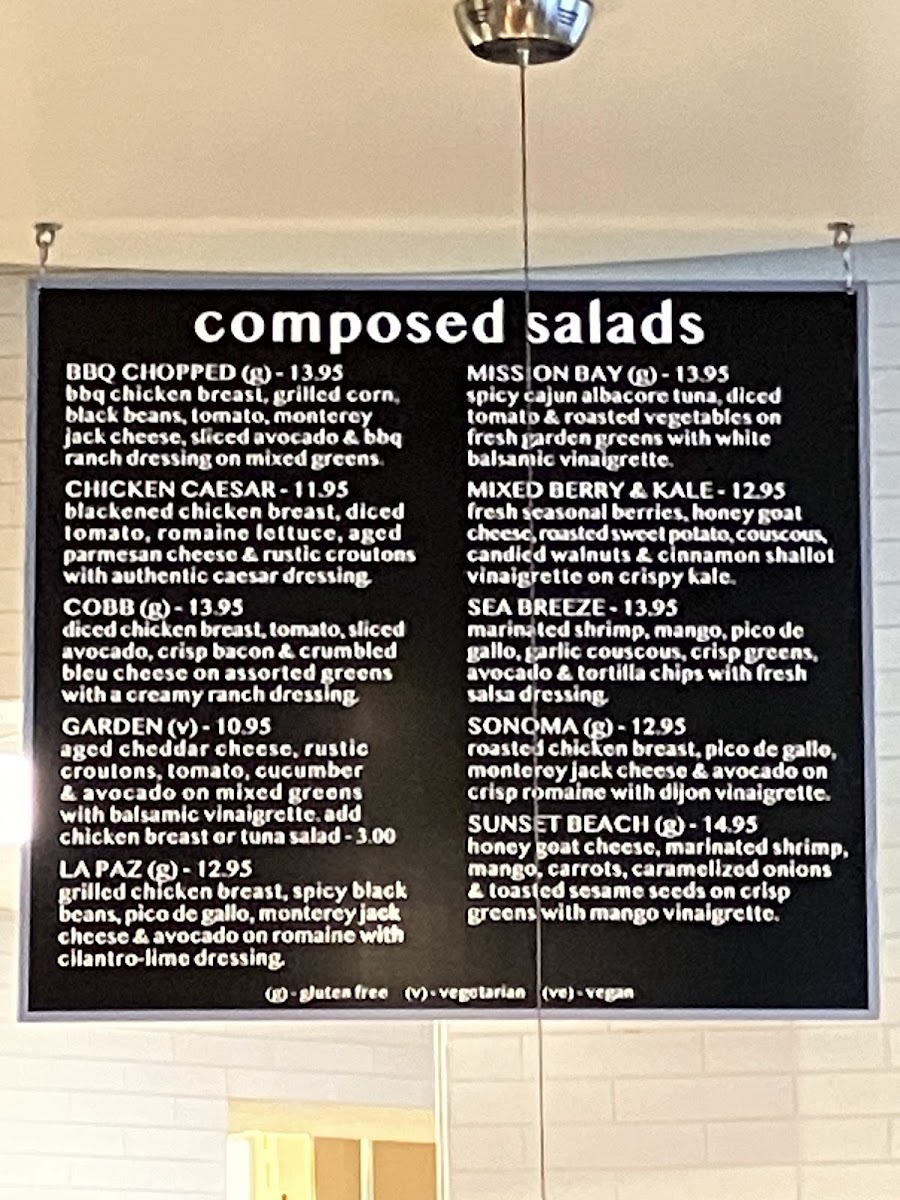 composed salads
BBQ CHOPPED (g) - 13.95
bbq chicken breast, grilled corn,
black beans, tomato, monterey
jack cheese, sliced avocado & bbq
ranch dressing on mixed greens.
CHICKEN CAESAR - 11.95
blackened chicken breast, diced
tomato, romaine lettuce, aged
parmesan cheese & rustic croutons
with authentic caesar dressing.
COBB (g) - 13.95
diced chicken breast, tomato, sliced
avocado, crisp bacon & crumbled
bleu cheese on assorted greens
with a creamy ranch dressing.
GARDEN (v) - 10.95
aged cheddar cheese, rustic
croutons, tomato, cucumber
& avocado on mixed greens
with balsamic vinaigrette. add
chicken breast or tuna salad - 3.00
LA PAZ (g) - 12.95
grilled chicken breast, spicy black
beans, pico de gallo, monterey jack
cheese & avocado on romaine with
cilantro-lime dressing.
MISSION BAY (g) - 13.95
spicy cajun albacore tuna, diced
tomato & roasted vegetables on
fresh garden greens with white
balsamic vinaigrette.
MIXED BERRY & KALE - 12.95
fresh seasonal berries, honey goat
cheese, roasted sweet potato, couscous,
candied walnuts & cinnamon shallot
vinaigrette on crispy kale.
SEA BREEZE - 13.95
marinated shrimp, mango, pico de
gallo, garlic couscous, crisp greens,
avocado & tortilla chips with fresh
salsa dressing.
SONOMA (g) - 12.95
roasted chicken breast, pico de gallo,
monterey jack cheese & avocado on
crisp romaine with dijon vinaigrette.
SUNSET BEACH (g) - 14.95
honey goat cheese, marinated shrimp,
mango, carrots, caramelized onions
& toasted sesame seeds on crisp
greens with mango vinaigrette.
(g) - gluten free (v) - vegetarian (ve) - vegan